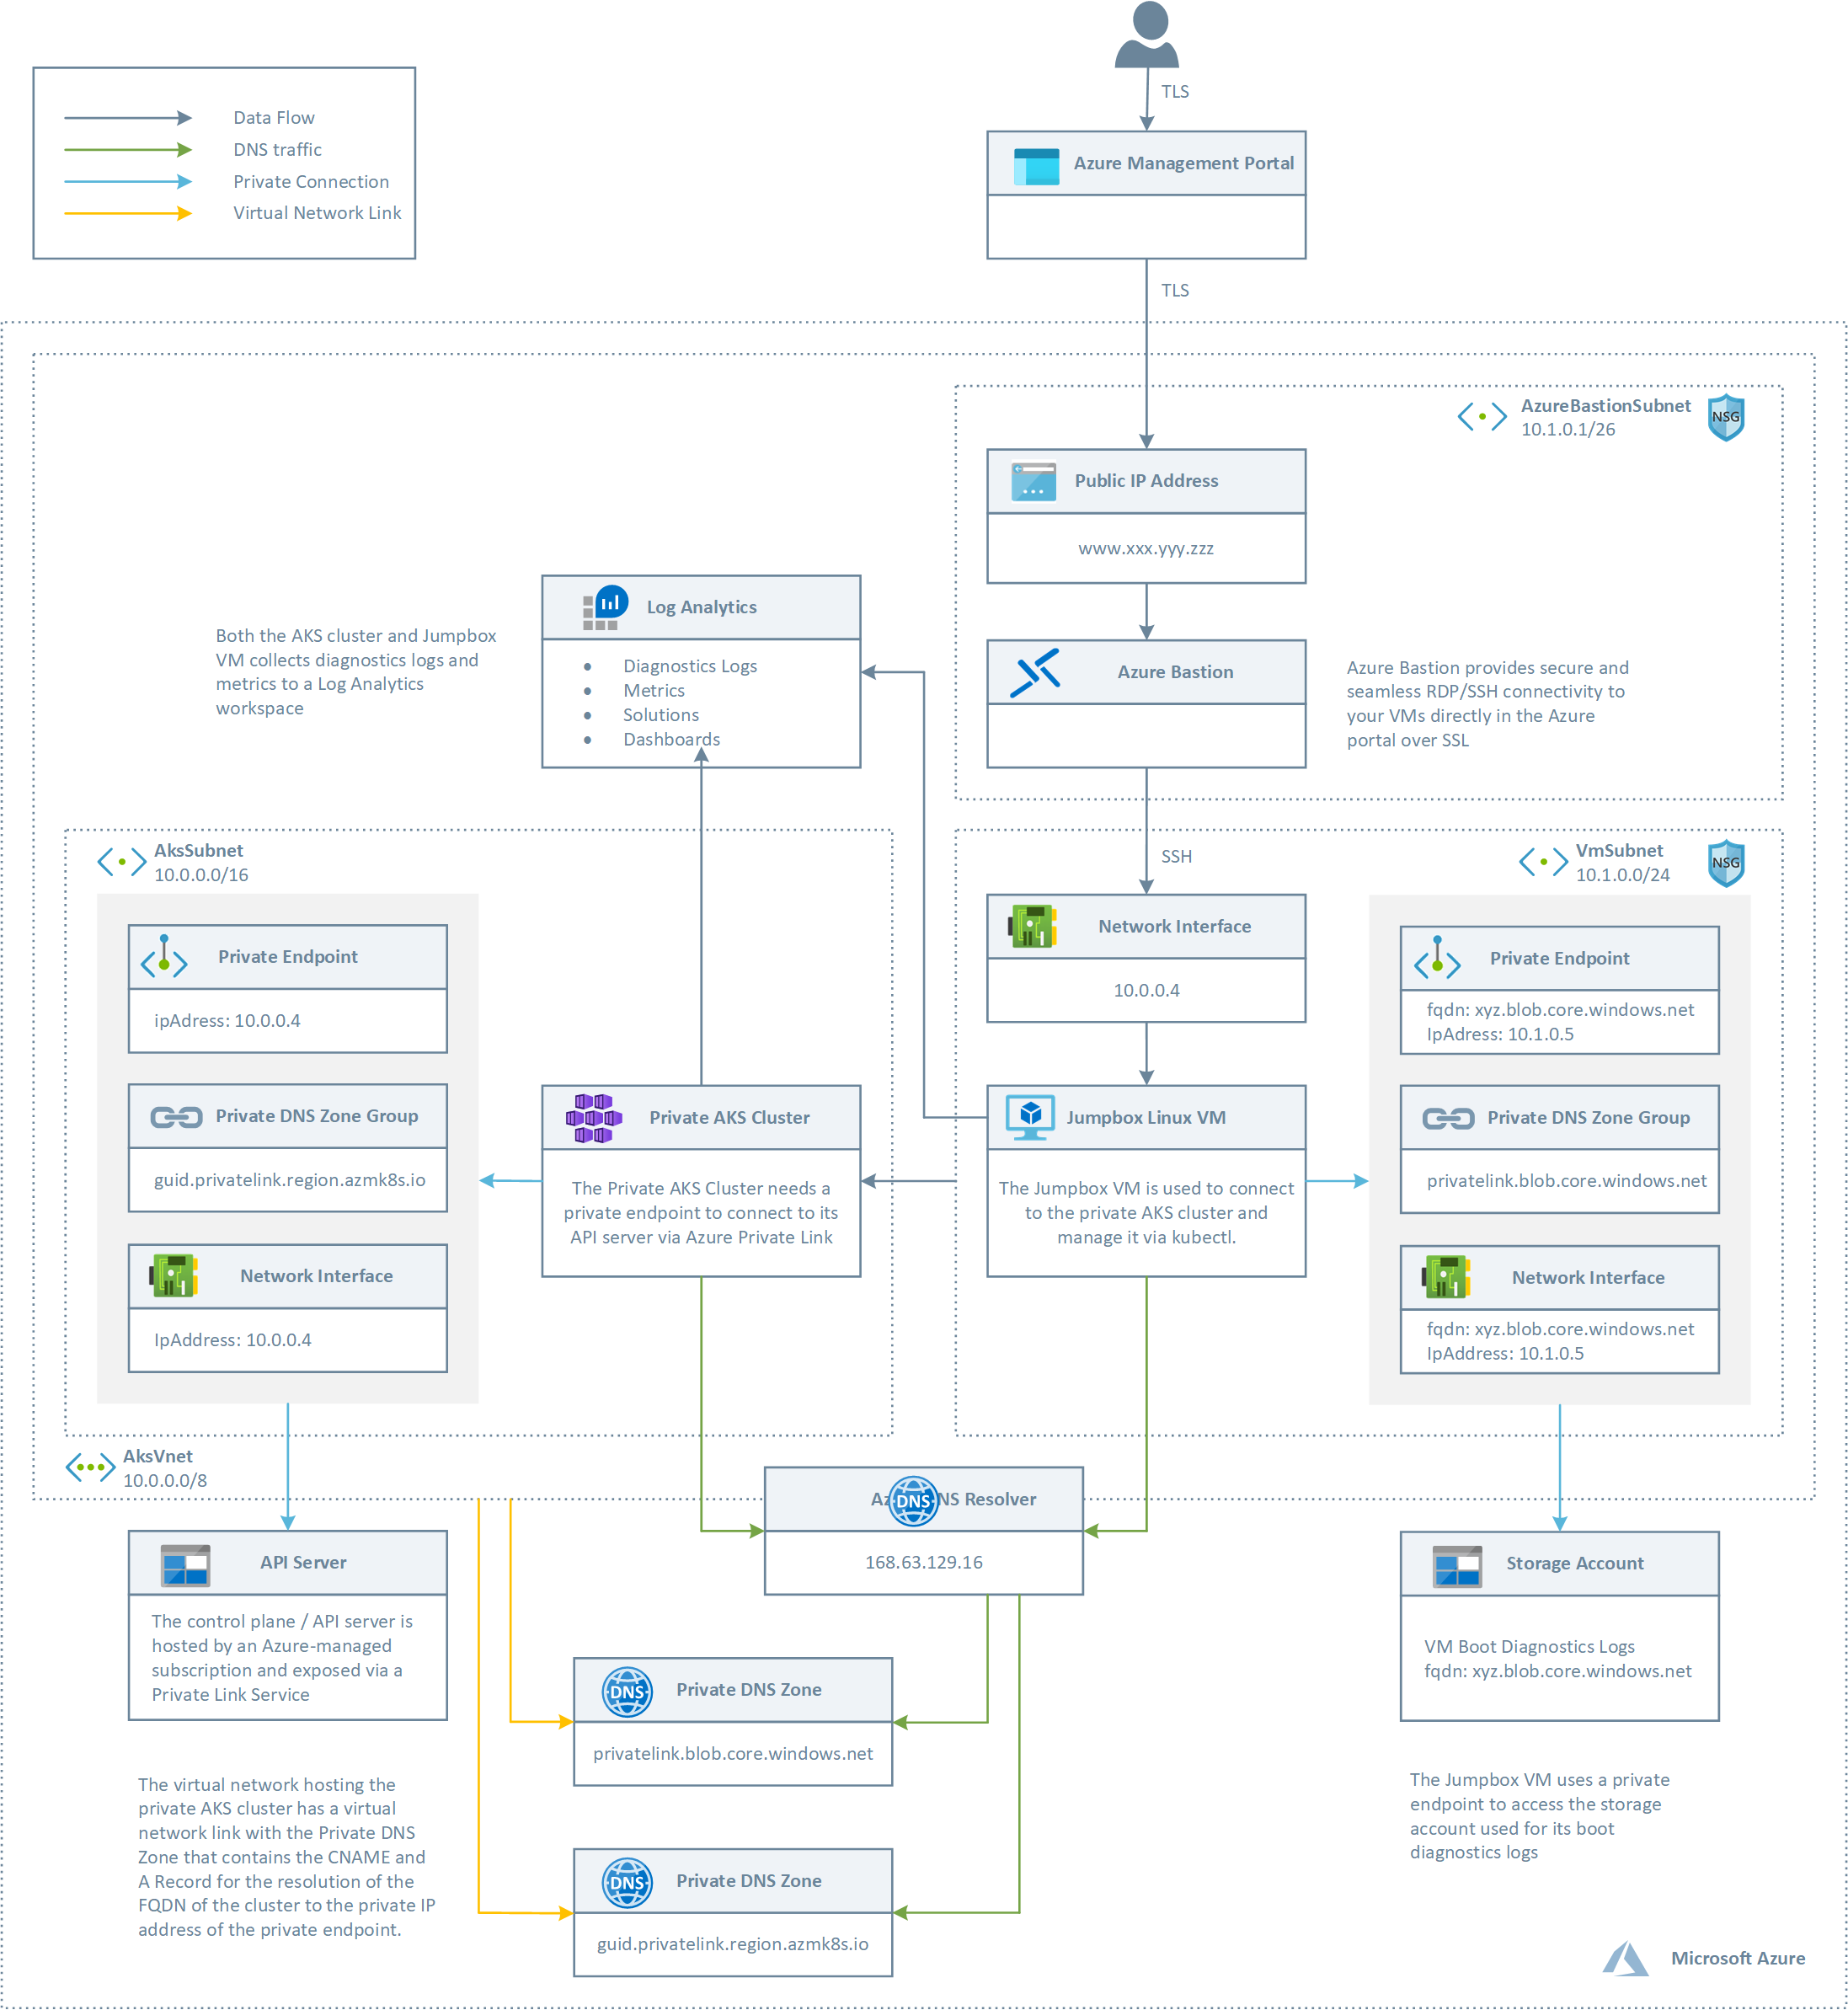 TLS
Data Flow
DNS traffic
Private Connection
Virtual Network Link
Azure Management Portal
TLS
AzureBastionSubnet
10.1.0.1/26
NSG
Public IP Address
www.xxx.yyy.zzz
Log Analytics
• Diagnostics Logs
• Metrics
• Solutions
• Dashboards
Both the AKS cluster and Jumpbox
VM collects diagnostics logs and
metrics to a Log Analytics
workspace
Azure Bastion
Azure Bastion provides secure and
seamless RDP/SSH connectivity to
your VMs directly in the Azure
portal over SSL
AksSubnet
10.0.0.0/16
SSH
VmSubnet
10.1.0.0/24
NSG
Private Endpoint
ipAdress: 10.0.0.4
Network Interface
10.0.0.4
Private Endpoint
fqdn: xyz.blob.core.windows.net
IpAdress: 10.1.0.5
Private DNS Zone Group
guid.privatelink.region.azmk8s.io
Private AKS Cluster
The Private AKS Cluster needs a
private endpoint to connect to its
API server via Azure Private Link
Jumpbox Linux VM
The Jumpbox VM is used to connect
to the private AKS cluster and
manage it via kubectl.
Private DNS Zone Group
privatelink.blob.core.windows.net
Network Interface
IpAddress: 10.0.0.4
Network Interface
fqdn: xyz.blob.core.windows.net
IpAddress: 10.1.0.5
AksVnet
10.0.0.0/8
DNS
Resolver
168.63.129.16
API Server
The control plane / API server is
hosted by an Azure-managed
subscription and exposed via a
Private Link Service
Storage Account
VM Boot Diagnostics Logs
fqdn: xyz.blob.core.windows.net
DNS
Private DNS Zone
privatelink.blob.core.windows.net
The virtual network hosting the
private AKS cluster has a virtual
network link with the Private DNS
Zone that contains the CNAME and
A Record for the resolution of the
FQDN of the cluster to the private IP
address of the private endpoint.
The Jumpbox VM uses a private
endpoint to access the storage
account used for its boot
diagnostics logs
DNS
Private DNS Zone
guid.privatelink.region.azmk8s.io
Microsoft Azure